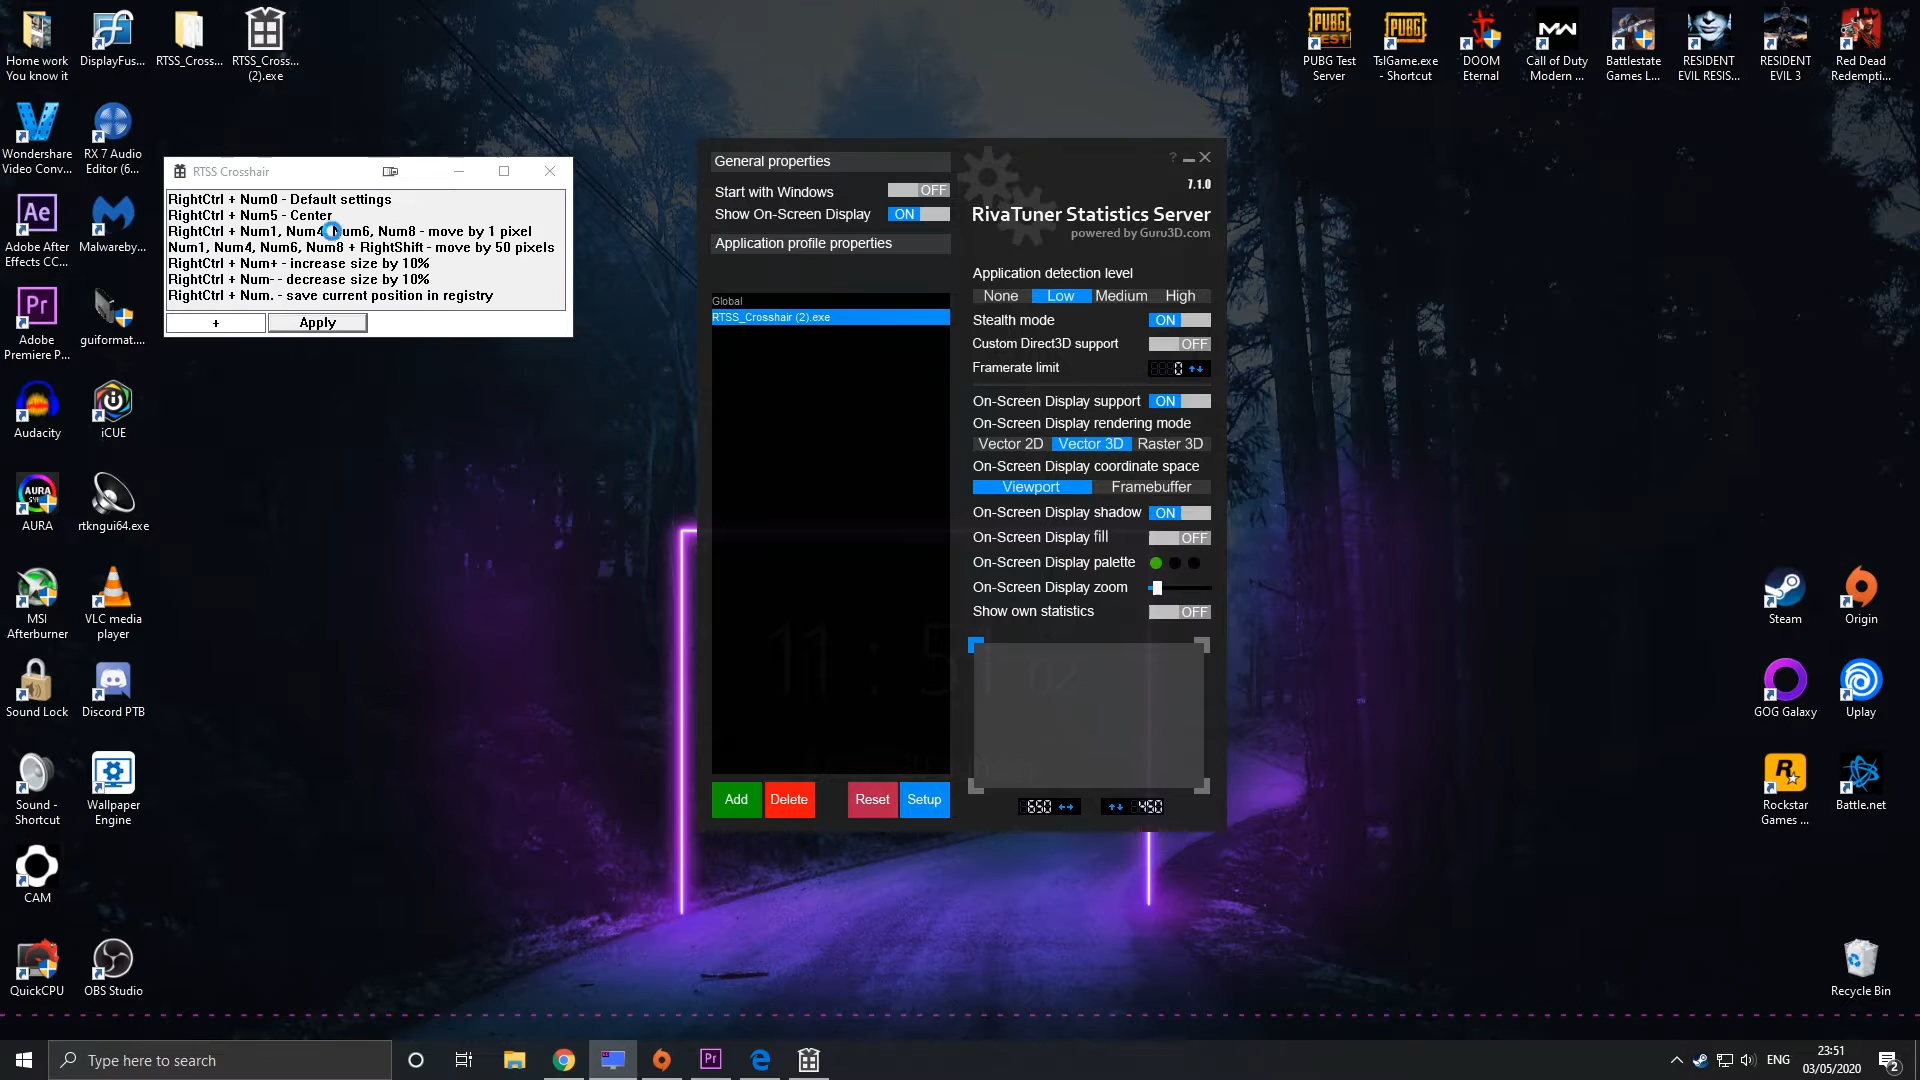 Home work
You know it
DisplayFus...
RTSS_Cross...
RTSS_Cross...
(2).exe
PUBG TEST
PUBG
PUBG Test
Server
TslGame.exe
- Shortcut
DOOM
Eternal
Call of Duty
Modern ...
Battlestate
Games L...
RESIDENT
EVIL RESIS...
RESIDENT
EVIL 3
Red Dead
Redempti...
Wondershare
Video Conv...
RX 7 Audio
Editor (6...
Ae
Adobe After
Effects CC...
Malwareby...
Pr
Adobe
Premiere P...
guiformat....
Audacity
iCUE
AURA
AURA
rtkngui64.exe
MSI
Afterburner
VLC media
player
Sound Lock
Discord PTB
Sound -
Shortcut
Wallpaper
Engine
CAM
QuickCPU
OBS Studio
RTSS Crosshair
RightCtrl + Num0 - Default settings
RightCtrl + Num5 - Center
RightCtrl + Num1, Num4, Num6, Num8 - move by 1 pixel
Num1, Num4, Num6, Num8 + RightShift - move by 50 pixels
RightCtrl + Num+ - increase size by 10%
RightCtrl + Num- - decrease size by 10%
RightCtrl + Num. - save current position in registry
+
Apply
General properties
Start with Windows OFF
Show On-Screen Display ON
Application profile properties
Global
RTSS_Crosshair (2).exe
Add
Delete
Reset
Setup
?
7.1.0
RivaTuner Statistics Server
powered by Guru3D.com
Application detection level
None Low Medium High
Stealth mode ON
Custom Direct3D support OFF
Framerate limit 0
On-Screen Display support ON
On-Screen Display rendering mode
Vector 2D Vector 3D Raster 3D
On-Screen Display coordinate space
Viewport Framebuffer
On-Screen Display shadow ON
On-Screen Display fill OFF
On-Screen Display palette
On-Screen Display zoom
Show own statistics OFF
650 450
Steam
Origin
GOG Galaxy
Uplay
Rockstar
Games ...
Battle.net
Recycle Bin
Type here to search
Pr
ENG
23:51
03/05/2020
2